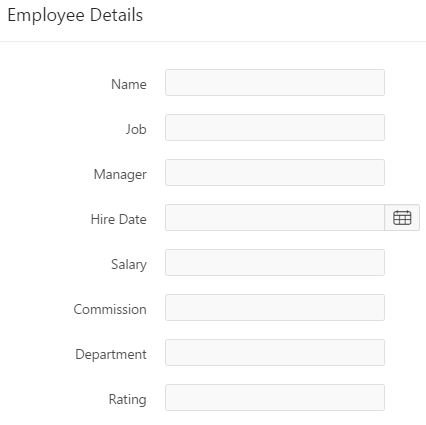 Employee Details
Name
Job
Manager
Hire Date
Salary
Commission
Department
Rating